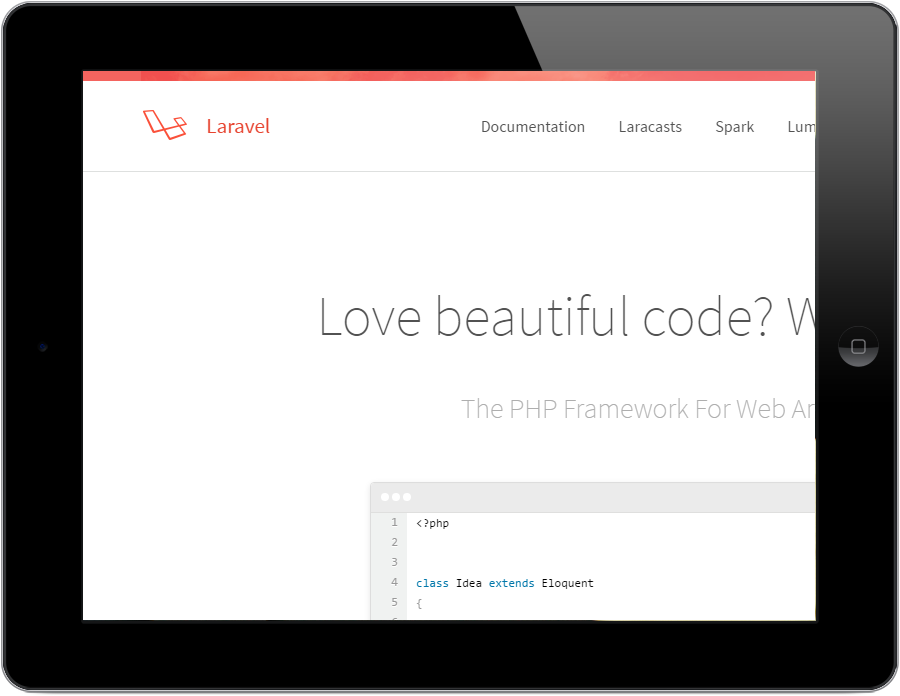 Laravel Documentation Laracasts Spark Lum
Love beautiful code? W
The PHP Framework For Web Ar
1 <?php
2
3
4 class Idea extends Eloquent
5 {